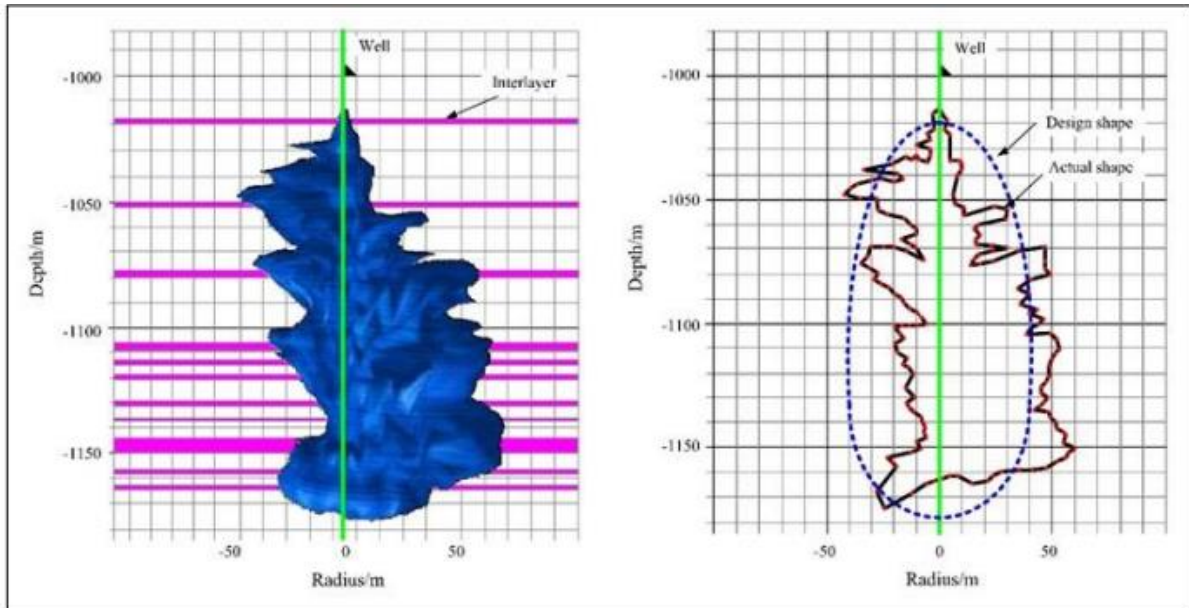 Well
Interlayer
-1000
-1050
-1100
-1150
Depth/m
-50
0
50
Radius/m
Well
Design shape
Actual shape
-1000
-1050
-1100
-1150
Depth/m
-50
0
50
Radius/m